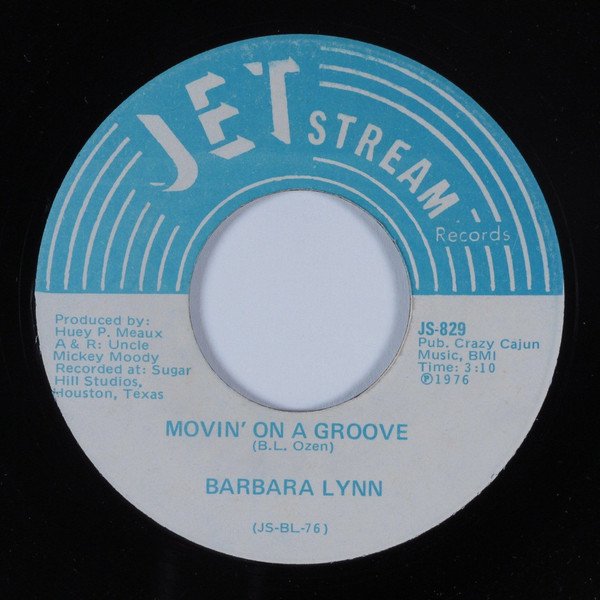 JET STREAM
Records
Produced by:
Huey P. Meaux
A & R: Uncle
Mickey Moody
Recorded at: Sugar
Hill Studios,
Houston, Texas
JS-829
Pub. Crazy Cajun
Music, BMI
Time: 3:10
℗1976
MOVIN' ON A GROOVE
(B.L. Ozen)
BARBARA LYNN
(JS-BL-76)